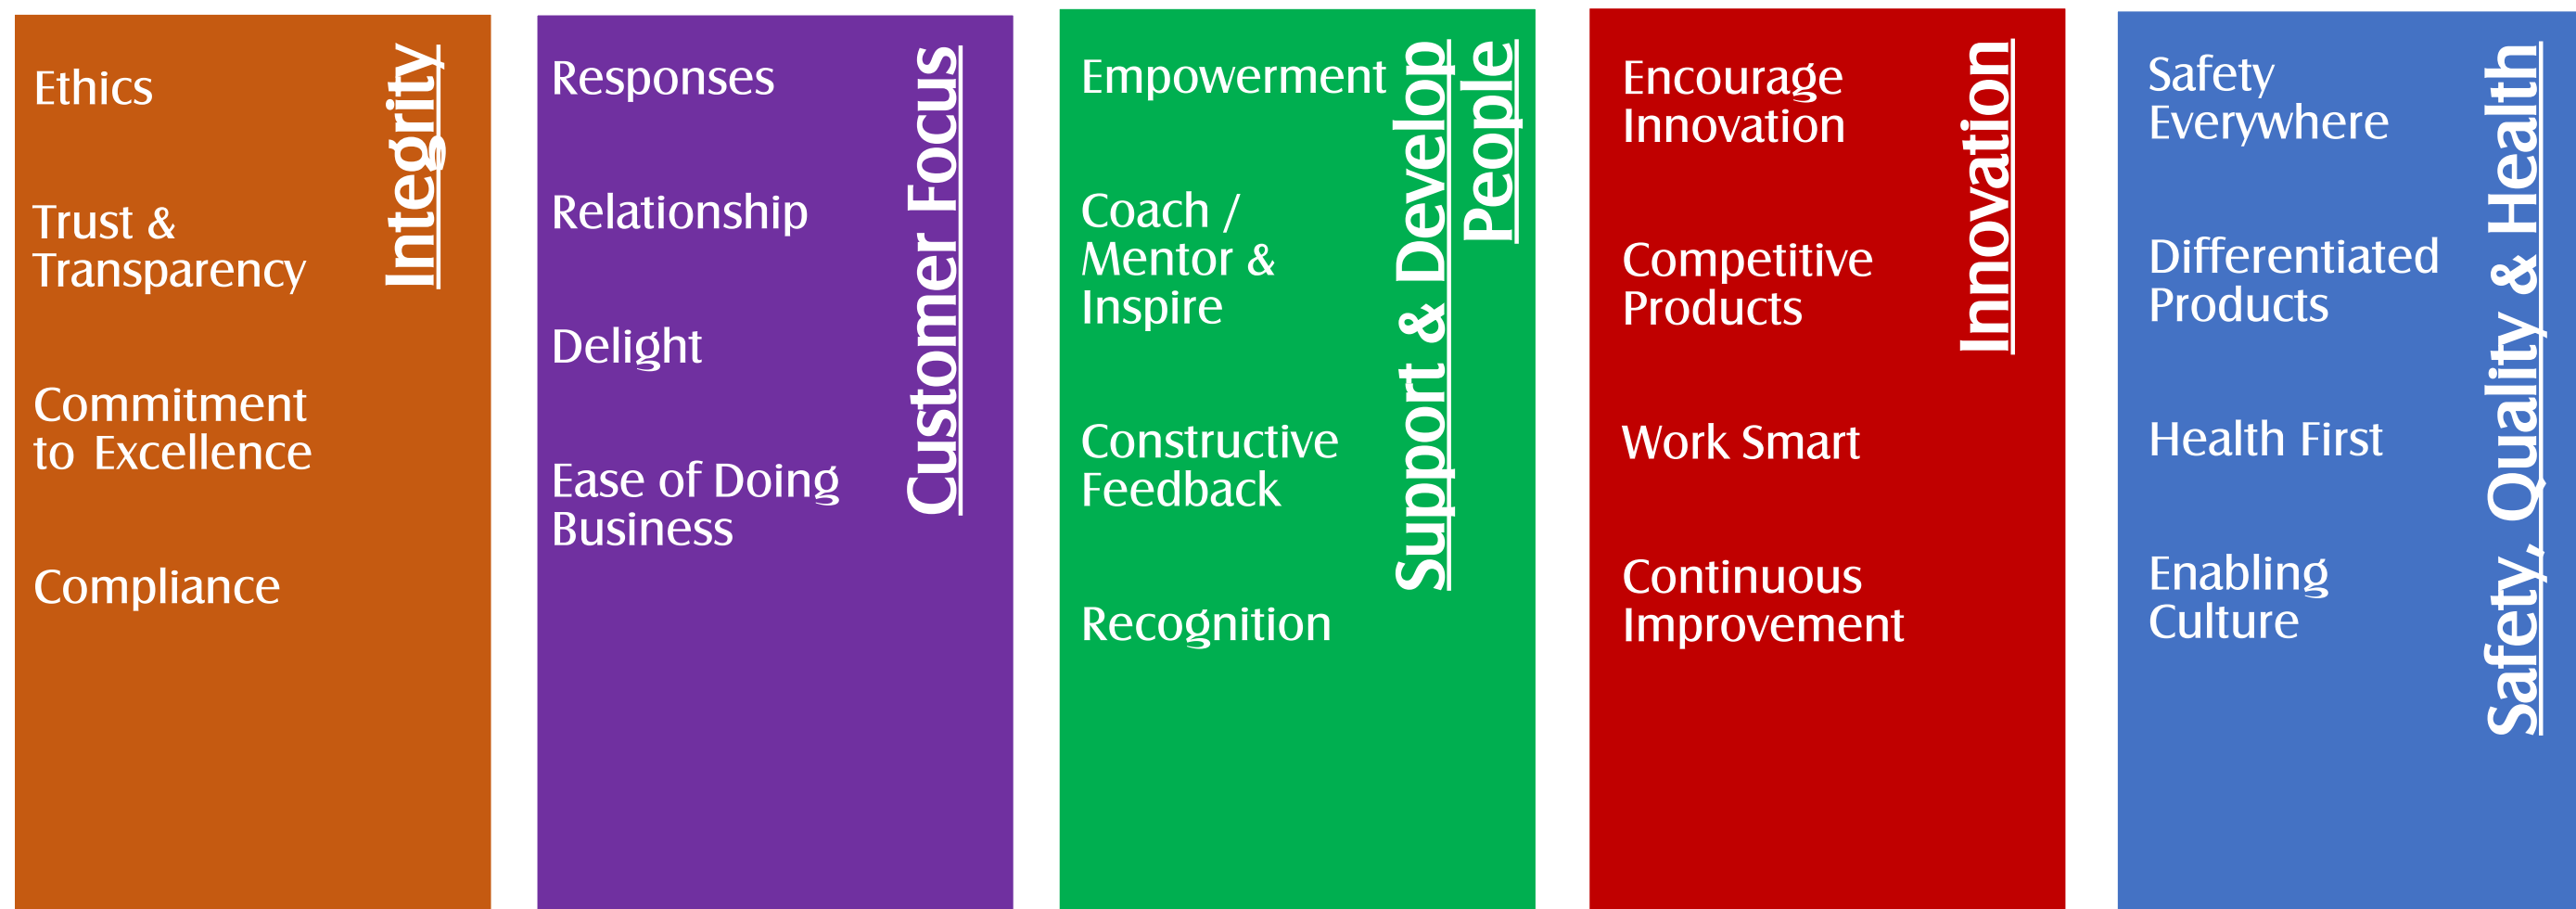 Integrity
Ethics
Trust &
Transparency
Commitment
to Excellence
Compliance
Customer Focus
Responses
Relationship
Delight
Ease of Doing
Business
Support & Develop
People
Empowerment
Coach /
Mentor &
Inspire
Constructive
Feedback
Recognition
Innovation
Encourage
Innovation
Competitive
Products
Work Smart
Continuous
Improvement
Safety, Quality & Health
Safety
Everywhere
Differentiated
Products
Health First
Enabling
Culture